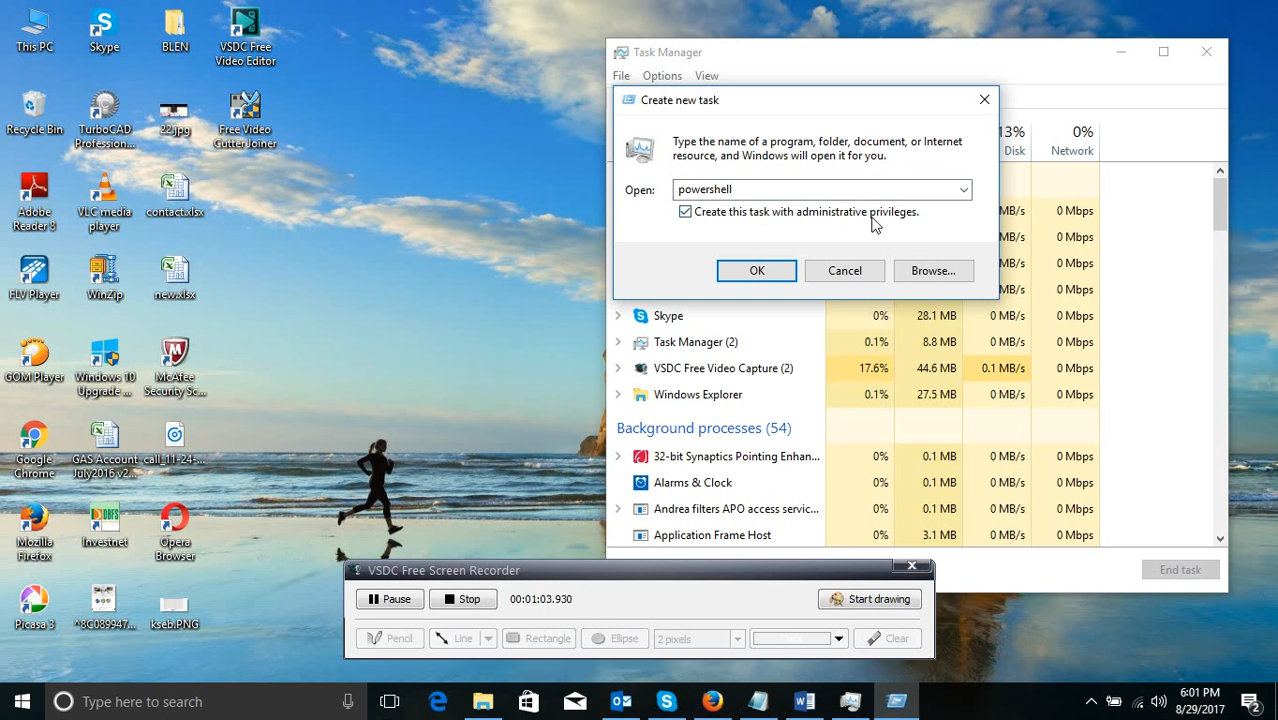 This PC
Skype
BLEN
VSDC Free
Video Editor
Recycle Bin
TurboCAD
Profession...
22.jpg
Free Video
CutterJoiner
Adobe
Reader 8
VLC media
player
contact.xlsx
FLV Player
WinZip
new.xlsx
GOM Player
Windows 10
Upgrade ...
McAfee
Security Sc...
Google
Chrome
GAS Account
July2016 v2...
call_11-24-...
Mozilla
Firefox
DBFS
Investnet
Opera
Browser
Picasa 3
^8C089947...
kseb.PNG
Task Manager
File Options View
13% 0%
Disk Network
Create new task
Type the name of a program, folder, document, or Internet
resource, and Windows will open it for you.
Open: powershell
Create this task with administrative privileges.
OK Cancel Browse...
MB/s 0 Mbps
MB/s 0 Mbps
MB/s 0 Mbps
MB/s 0 Mbps
Skype 0% 28.1 MB 0 MB/s 0 Mbps
Task Manager (2) 0.1% 8.8 MB 0 MB/s 0 Mbps
VSDC Free Video Capture (2) 17.6% 44.6 MB 0.1 MB/s 0 Mbps
Windows Explorer 0.1% 27.5 MB 0 MB/s 0 Mbps
Background processes (54)
32-bit Synaptics Pointing Enhan... 0% 0.1 MB 0 MB/s 0 Mbps
Alarms & Clock 0% 0.1 MB 0 MB/s 0 Mbps
Andrea filters APO access servic... 0% 0.1 MB 0 MB/s 0 Mbps
Application Frame Host 0% 3.1 MB 0 MB/s 0 Mbps
End task
VSDC Free Screen Recorder
Pause Stop 00:01:03.930 Start drawing
Pencil Line Rectangle Ellipse 2 pixels Clear
Type here to search
6:01 PM
8/29/2017
2